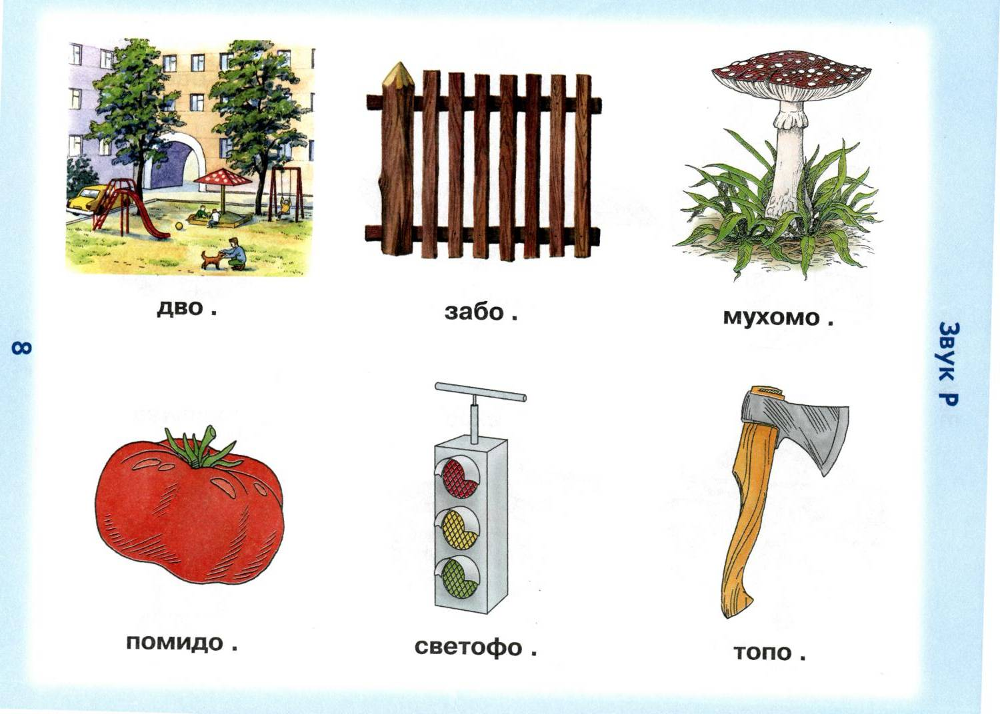 дво .
забо .
мухомо .
помидо .
светофо .
топо .
Звук Р
8